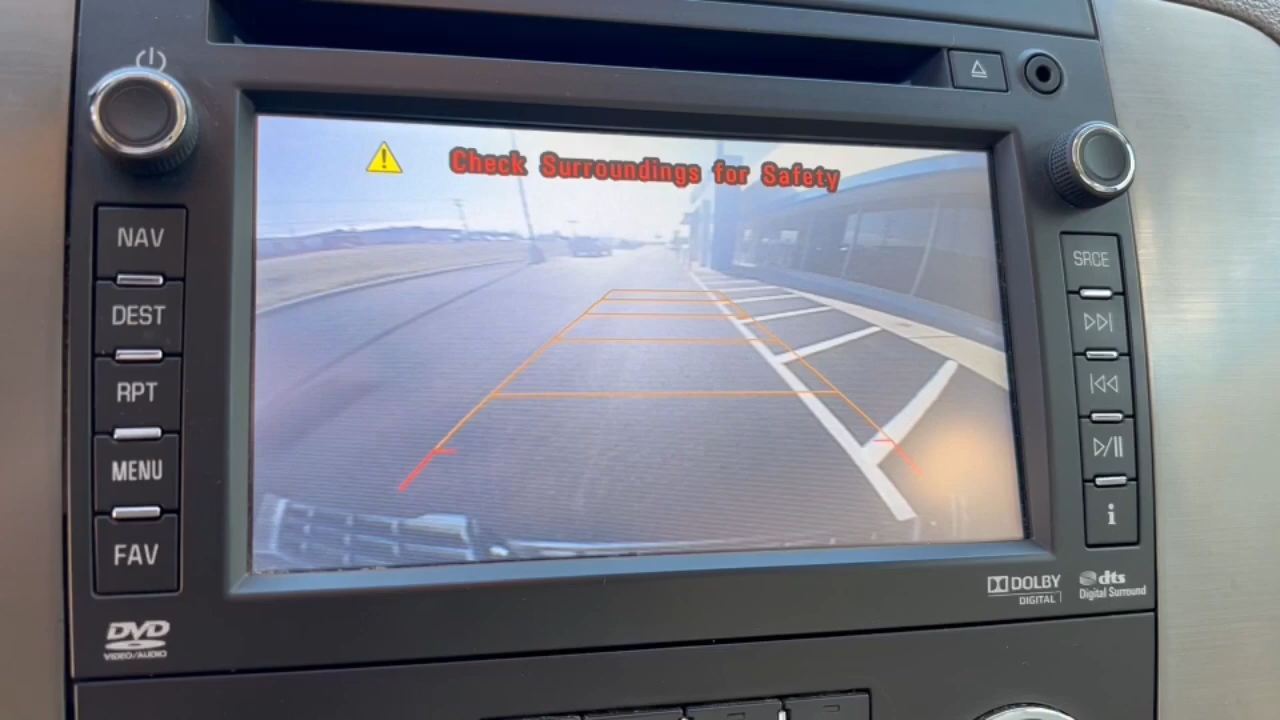 Check Surroundings for Safety
NAV
DEST
RPT
MENU
FAV
SRCE
i
DVD
VIDEO/AUDIO
DOLBY
DIGITAL
dts
Digital Surround